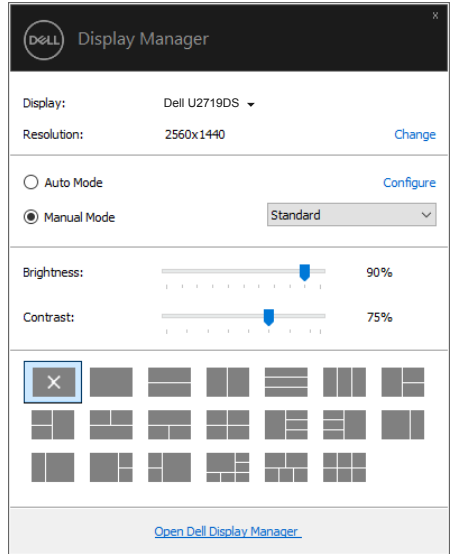 x
DELL Display Manager
Display: Dell U2719DS
Resolution: 2560x1440 Change
Auto Mode Configure
Manual Mode Standard
Brightness: 90%
Contrast: 75%
Open Dell Display Manager